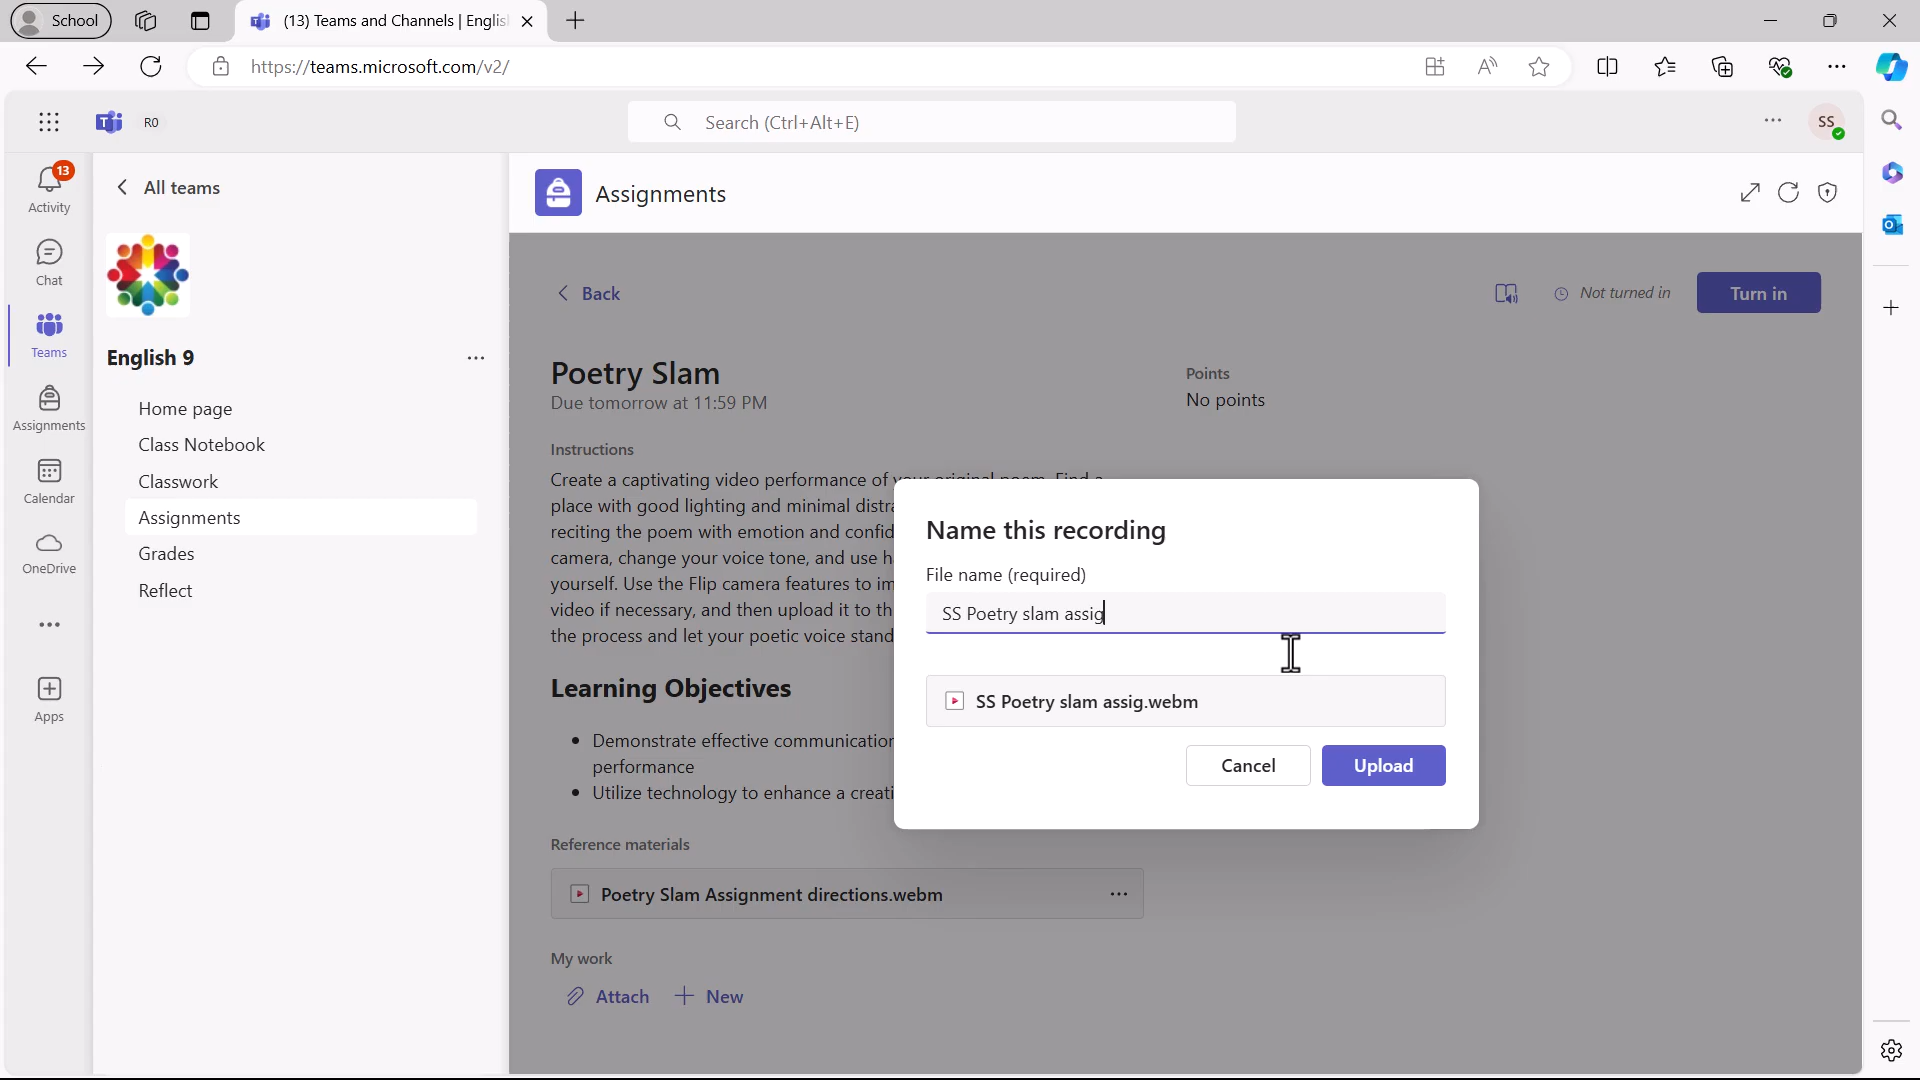 School
(13) Teams and Channels | Englis
https://teams.microsoft.com/v2/
R0
Search (Ctrl+Alt+E)
SS
13
Activity
Chat
Teams
Assignments
Calendar
OneDrive
Apps
All teams
English 9
Home page
Class Notebook
Classwork
Assignments
Grades
Reflect
Assignments
Back
Not turned in
Turn in
Poetry Slam
Due tomorrow at 11:59 PM
Points
No points
Instructions
Create a captivating video performance of your original poem. Find a
place with good lighting and minimal distra
reciting the poem with emotion and confid
camera, change your voice tone, and use h
yourself. Use the Flip camera features to im
video if necessary, and then upload it to th
the process and let your poetic voice stand
Learning Objectives
• Demonstrate effective communication
performance
• Utilize technology to enhance a creati
Reference materials
Poetry Slam Assignment directions.webm
My work
Attach
New
Name this recording
File name (required)
SS Poetry slam assig
SS Poetry slam assig.webm
Cancel
Upload